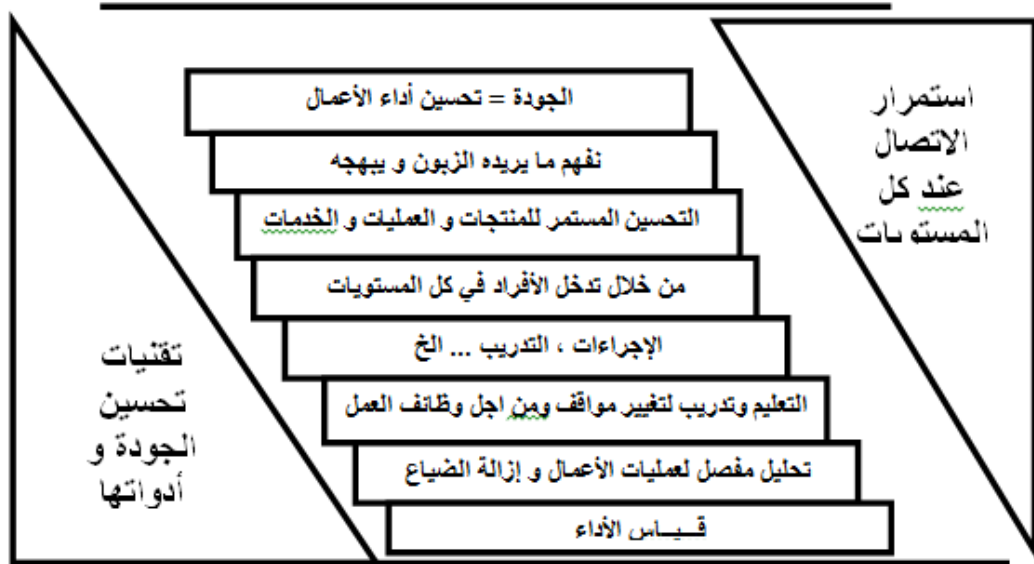 الجودة = تحسين أداء الأعمال
نفهم ما يريده الزبون و يبهجه
التحسين المستمر للمنتجات و العمليات و الخدمات
من خلال تدخل الأفراد في كل المستويات
الإجراءات ، التدريب ... الخ
التعليم وتدريب لتغيير مواقف ومن اجل وظائف العمل
تحليل مفصل لعمليات الأعمال و إزالة الضياع
قـيــاس الأداء
استمرار
الاتصال
عند كل
المستويات
تقنيات
تحسين
الجودة و
أدواتها